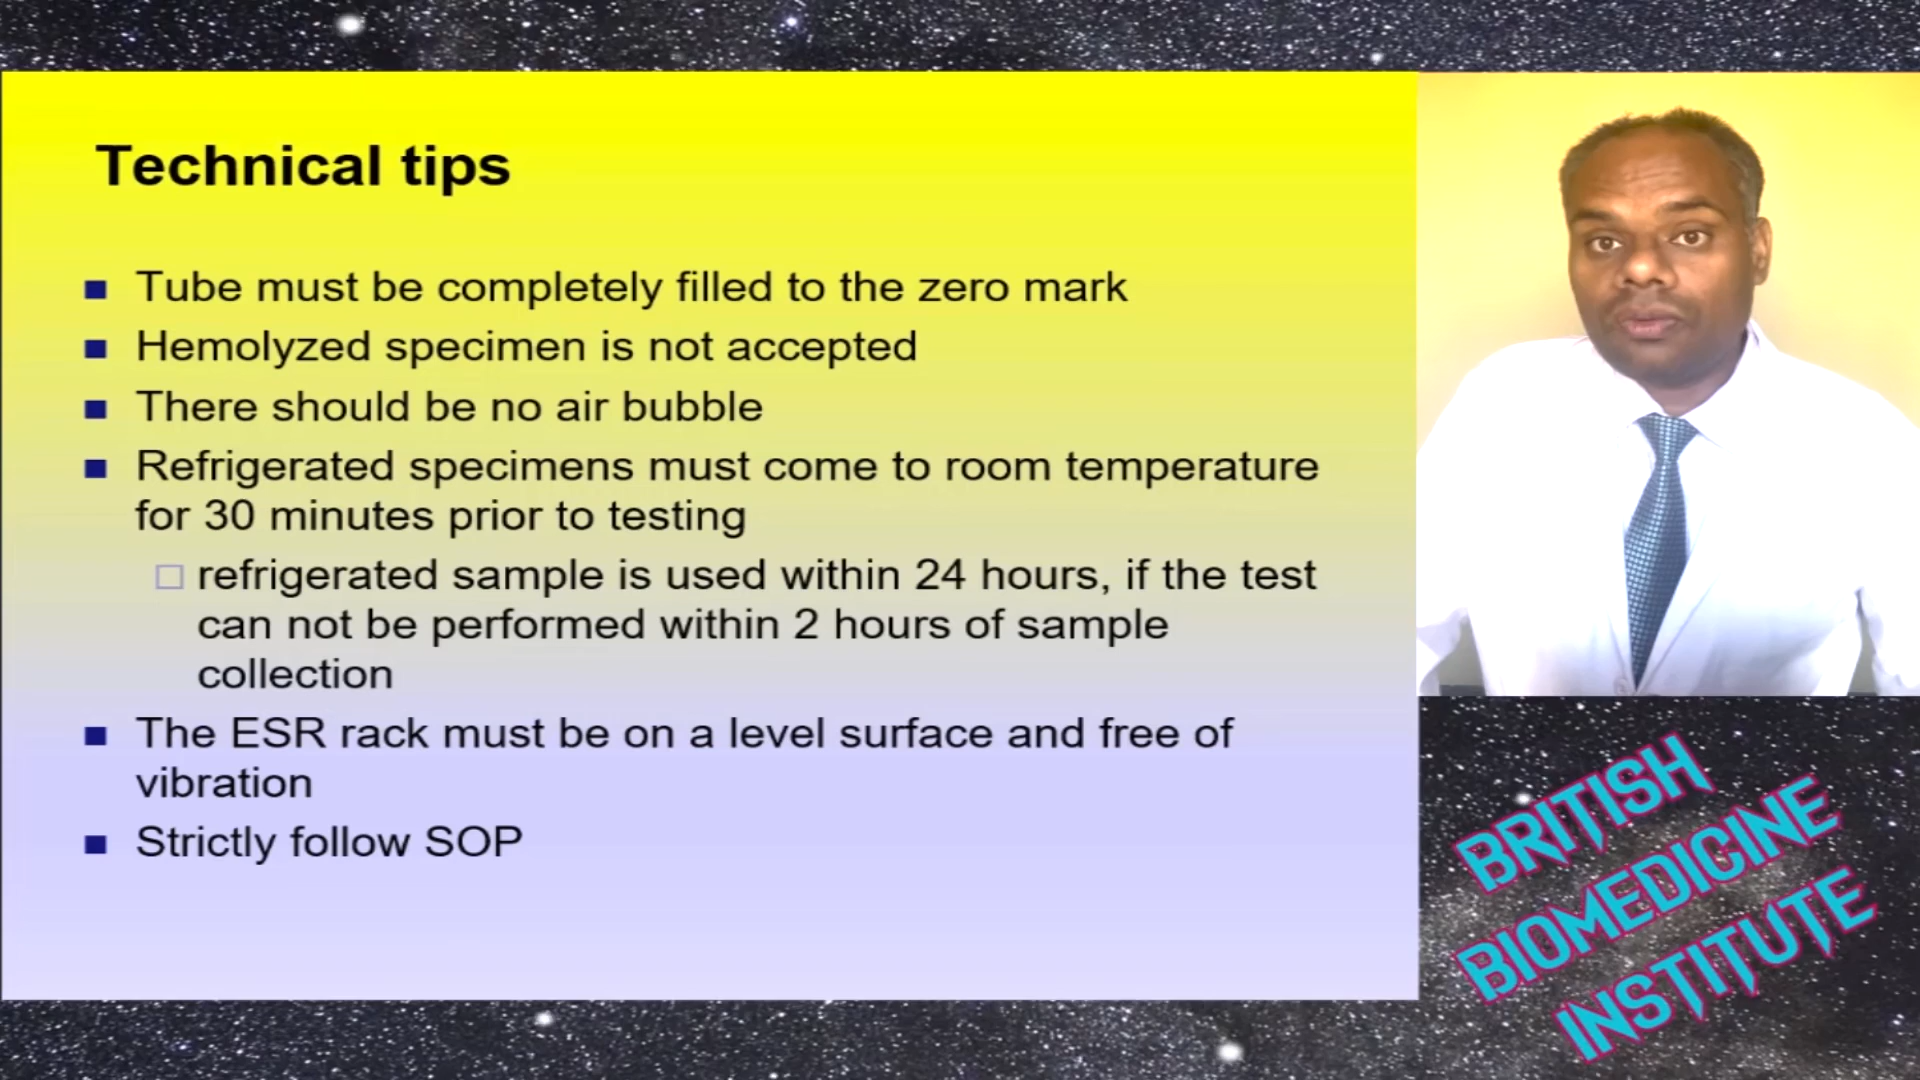 Technical tips
Tube must be completely filled to the zero mark
Hemolyzed specimen is not accepted
There should be no air bubble
Refrigerated specimens must come to room temperature
for 30 minutes prior to testing
refrigerated sample is used within 24 hours, if the test
can not be performed within 2 hours of sample
collection
The ESR rack must be on a level surface and free of
vibration
Strictly follow SOP
BRITISH
BIOMEDICINE
INSTITUTE